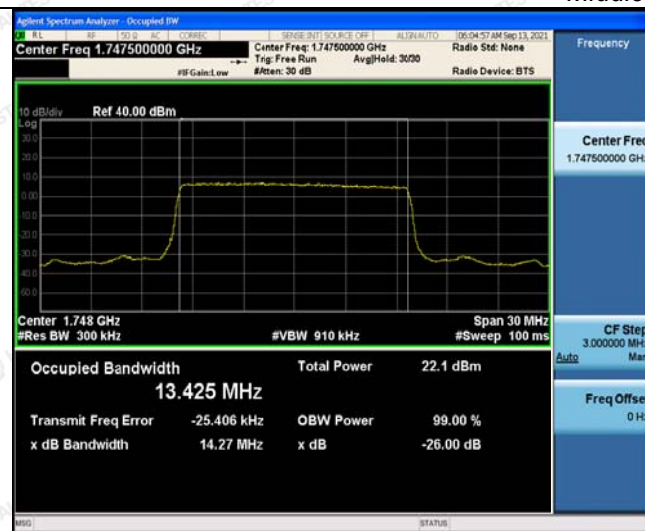 Agilent Spectrum Analyzer - Occupied BW
RL RF 50 Ω AC CORREC SENSE:INT SOURCE OFF ALIGN AUTO 06:04:57 AM Sep 13, 2021
Center Freq 1.747500000 GHz
Center Freq: 1.747500000 GHz
Radio Std: None
Trig: Free Run Avg|Hold: 30/30
#IFGain:Low #Atten: 30 dB Radio Device: BTS
Frequency
10 dB/div Ref 40.00 dBm
Log
30.0
20.0
10.0
0.00
-10.0
-20.0
-30.0
-40.0
-50.0
Center Freq
1.747500000 GHz
Center 1.748 GHz Span 30 MHz
#Res BW 300 kHz #VBW 910 kHz #Sweep 100 ms
CF Step
3.000000 MHz
Auto Man
Occupied Bandwidth Total Power 22.1 dBm
13.425 MHz
Transmit Freq Error -25.406 kHz OBW Power 99.00 %
x dB Bandwidth 14.27 MHz x dB -26.00 dB
Freq Offset
0 Hz
MSG STATUS